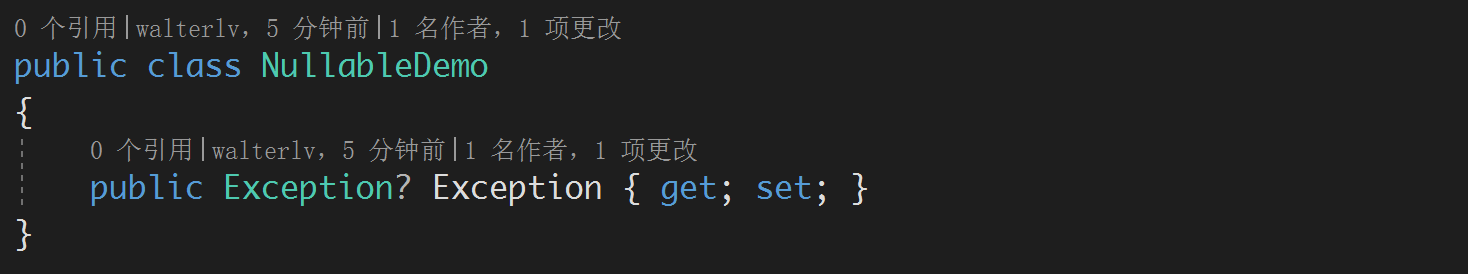 0 个引用|walterlv，5 分钟前|1 名作者，1 项更改
public class NullableDemo
{
0 个引用|walterlv，5 分钟前|1 名作者，1 项更改
public Exception? Exception { get; set; }
}